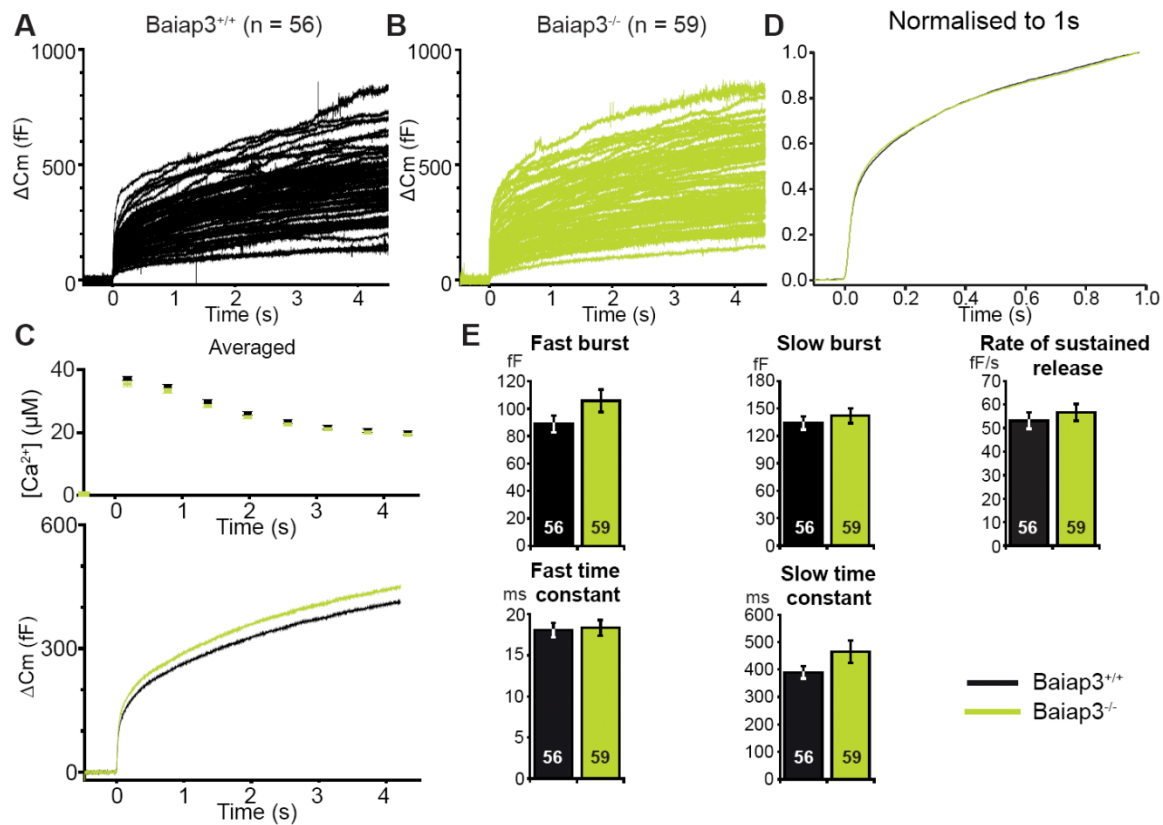 A
Baiap3+/+ (n = 56)
1000
500
0
ΔCm (fF)
0 1 2 3 4
Time (s)
B
Baiap3-/- (n = 59)
1000
500
0
ΔCm (fF)
0 1 2 3 4
Time (s)
D
Normalised to 1s
1.0
0.8
0.6
0.4
0.2
0.0
0.0 0.2 0.4 0.6 0.8 1.0
Time (s)
C
Averaged
40
20
0
[Ca2+] (µM)
0 1 2 3 4
Time (s)
600
300
0
ΔCm (fF)
0 1 2 3 4
Time (s)
E
Fast burst
fF
120
100
80
60
40
20
0
56 59
Slow burst
fF
180
150
120
90
60
30
0
56 59
Rate of sustained
release
fF/s
70
60
50
40
30
20
10
0
56 59
Fast time
constant
ms
20
15
10
5
0
56 59
Slow time
constant
ms
600
500
400
300
200
100
0
56 59
Baiap3+/+
Baiap3-/-